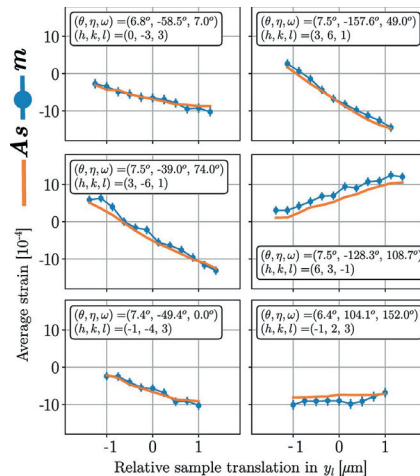 As m
Average strain [10⁻⁴]
(θ, η, ω) =(6.8°, -58.5°, 7.0°)
(h, k, l) =(0, -3, 3)
(θ, η, ω) =(7.5°, -157.6°, 49.0°)
(h, k, l) =(3, 6, 1)
10
0
-10
(θ, η, ω) =(7.5°, -39.0°, 74.0°)
(h, k, l) =(3, -6, 1)
10
0
-10
(θ, η, ω) =(7.5°, -128.3°, 108.7°)
(h, k, l) =(6, 3, -1)
(θ, η, ω) =(7.4°, -49.4°, 0.0°)
(h, k, l) =(-1, -4, 3)
(θ, η, ω) =(6.4°, 104.1°, 152.0°)
(h, k, l) =(-1, 2, 3)
10
0
-10
-1 0 1 -1 0 1
Relative sample translation in yₗ [μm]